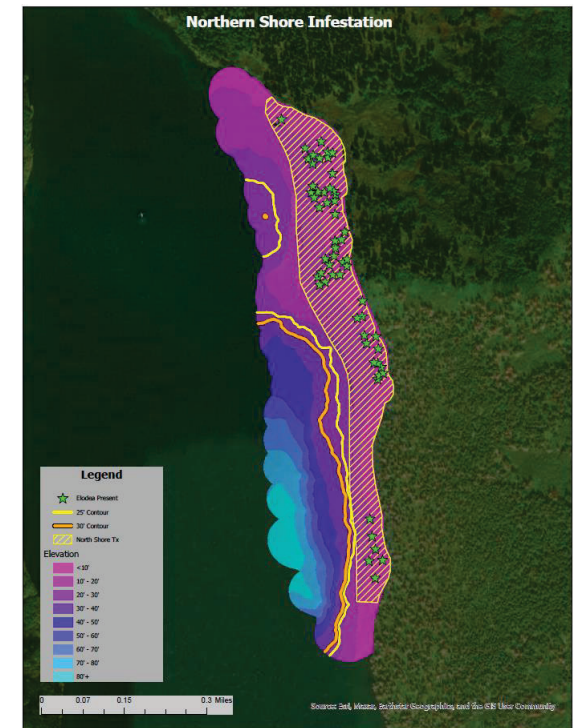 Northern Shore Infestation
Legend
Elodea Present
25' Contour
30' Contour
North Shore Tx
Elevation
<10'
10' - 20'
20' - 30'
30' - 40'
40' - 50'
50' - 60'
60' - 70'
70' - 80'
80'+
0 0.07 0.15 0.3 Miles
Source: Esri, Maxar, Earthstar Geographics, and the GIS User Community